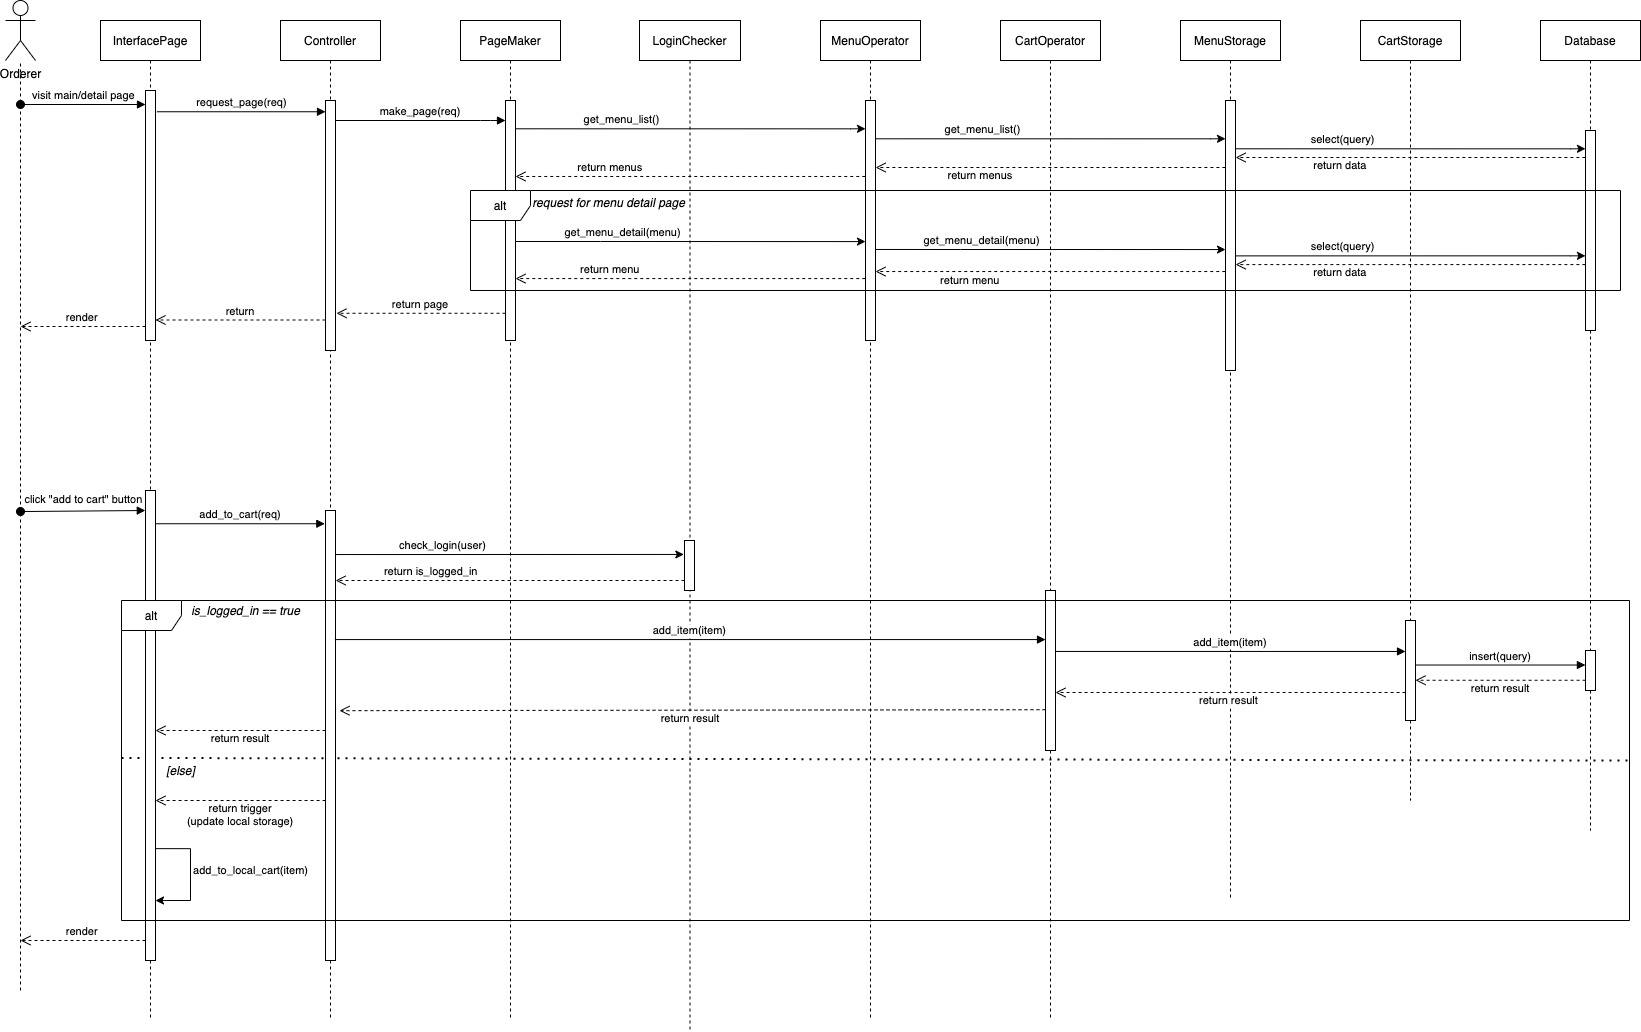 InterfacePage
Controller
PageMaker
LoginChecker
MenuOperator
CartOperator
MenuStorage
CartStorage
Database
Orderer
visit main/detail page
request_page(req)
make_page(req)
get_menu_list()
get_menu_list()
select(query)
return data
return menus
return menus
alt
request for menu detail page
get_menu_detail(menu)
get_menu_detail(menu)
select(query)
return data
return menu
return menu
return page
return
render
click "add to cart" button
add_to_cart(req)
check_login(user)
return is_logged_in
alt
is_logged_in == true
add_item(item)
add_item(item)
insert(query)
return result
return result
return result
return result
[else]
return trigger
(update local storage)
add_to_local_cart(item)
render